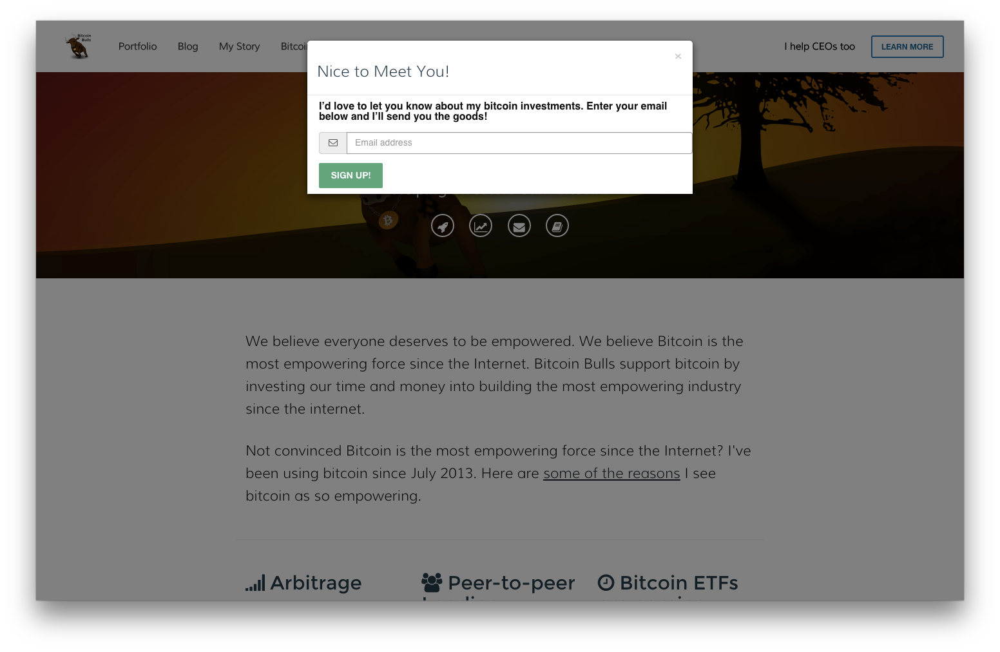 Bitcoin
Bulls
Portfolio
Blog
My Story
I help CEOs too
LEARN MORE
×
Nice to Meet You!
I'd love to let you know about my bitcoin investments. Enter your email
below and I'll send you the goods!
Email address
SIGN UP!
We believe everyone deserves to be empowered. We believe Bitcoin is the
most empowering force since the Internet. Bitcoin Bulls support bitcoin by
investing our time and money into building the most empowering industry
since the internet.
Not convinced Bitcoin is the most empowering force since the Internet? I've
been using bitcoin since July 2013. Here are some of the reasons I see
bitcoin as so empowering.
Arbitrage
Peer-to-peer
Bitcoin ETFs